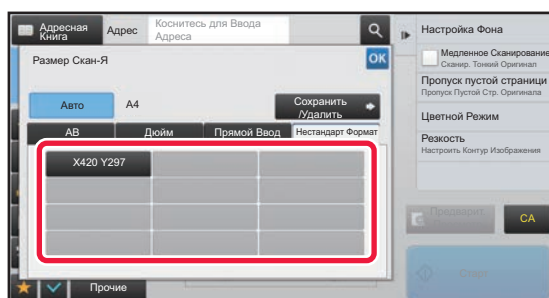 Адресная
Книга
Адрес
Коснитесь для Ввода
Адреса
Размер Скан-Я
OK
Авто
A4
Сохранить
/Удалить
AB
Дюйм
Прямой Ввод
Нестандарт Формат
X420 Y297
Прочие
Настройка Фона
Медленное Сканирование
Сканир. Тонкий Оригинал
Пропуск пустой страници
Пропуск Пустой Стр. Оригинала
Цветной Режим
Резкость
Настроить Контур Изображения
CA
Старт